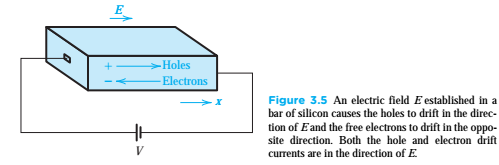 E
+ Holes
− Electrons
x
V
Figure 3.5 An electric field E established in a
bar of silicon causes the holes to drift in the direc-
tion of E and the free electrons to drift in the oppo-
site direction. Both the hole and electron drift
currents are in the direction of E.